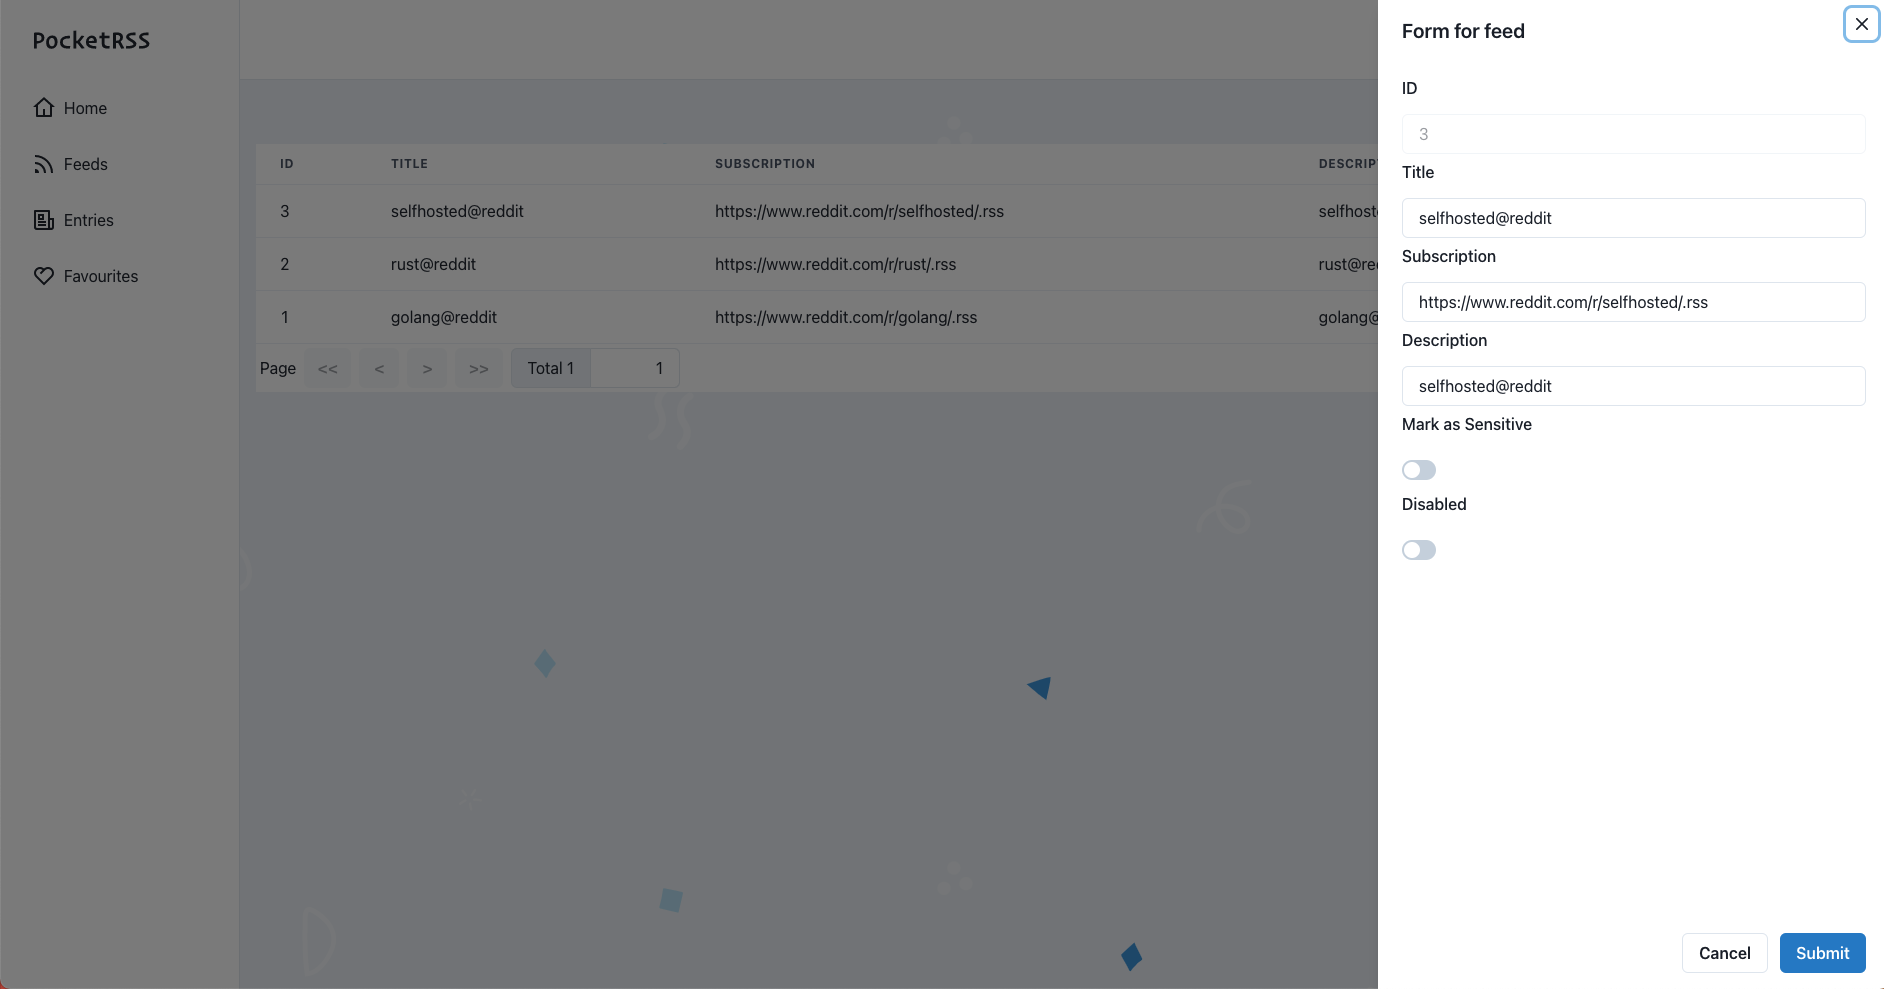 PocketRSS
Home
Feeds
Entries
Favourites
ID TITLE SUBSCRIPTION DESCRIP
3 selfhosted@reddit https://www.reddit.com/r/selfhosted/.rss selfhost
2 rust@reddit https://www.reddit.com/r/rust/.rss rust@re
1 golang@reddit https://www.reddit.com/r/golang/.rss golang@
Page << < > >> Total 1 1
Form for feed
ID
3
Title
selfhosted@reddit
Subscription
https://www.reddit.com/r/selfhosted/.rss
Description
selfhosted@reddit
Mark as Sensitive
Disabled
Cancel Submit